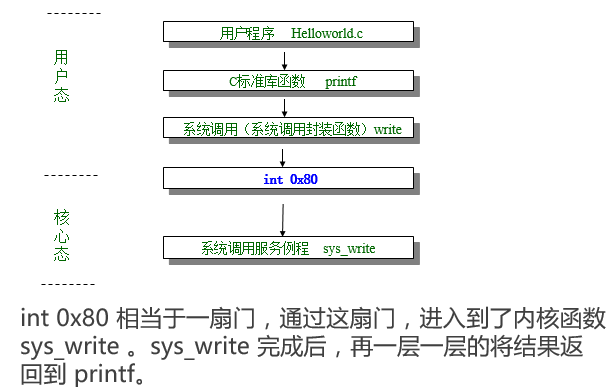 用户程序 Helloworld.c
用户态
C标准库函数 printf
系统调用（系统调用封装函数）write
int 0x80
核心态
系统调用服务例程 sys_write
int 0x80 相当于一扇门，通过这扇门，进入到了内核函数
sys_write 。sys_write 完成后，再一层一层的将结果返
回到 printf。